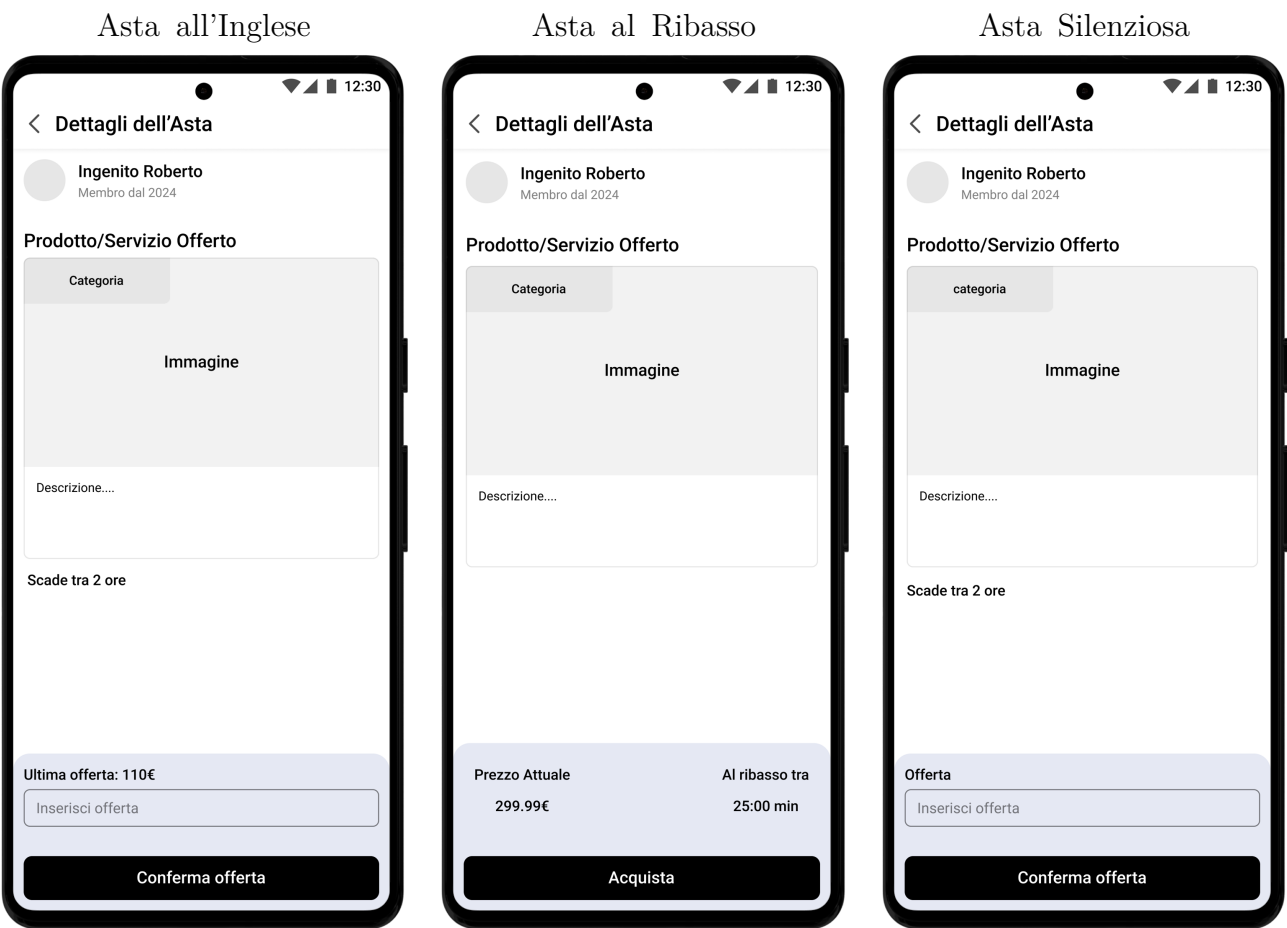 Asta all'Inglese
12:30
Dettagli dell'Asta
Ingenito Roberto
Membro dal 2024
Prodotto/Servizio Offerto
Categoria
Immagine
Descrizione....
Scade tra 2 ore
Ultima offerta: 110€
Inserisci offerta
Conferma offerta
Asta al Ribasso
12:30
Dettagli dell'Asta
Ingenito Roberto
Membro dal 2024
Prodotto/Servizio Offerto
Categoria
Immagine
Descrizione....
Prezzo Attuale Al ribasso tra
299.99€ 25:00 min
Acquista
Asta Silenziosa
12:30
Dettagli dell'Asta
Ingenito Roberto
Membro dal 2024
Prodotto/Servizio Offerto
categoria
Immagine
Descrizione....
Scade tra 2 ore
Offerta
Inserisci offerta
Conferma offerta